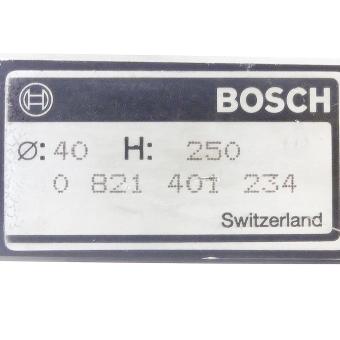 BOSCH
⌀: 40 H: 250
0 821 401 234
Switzerland